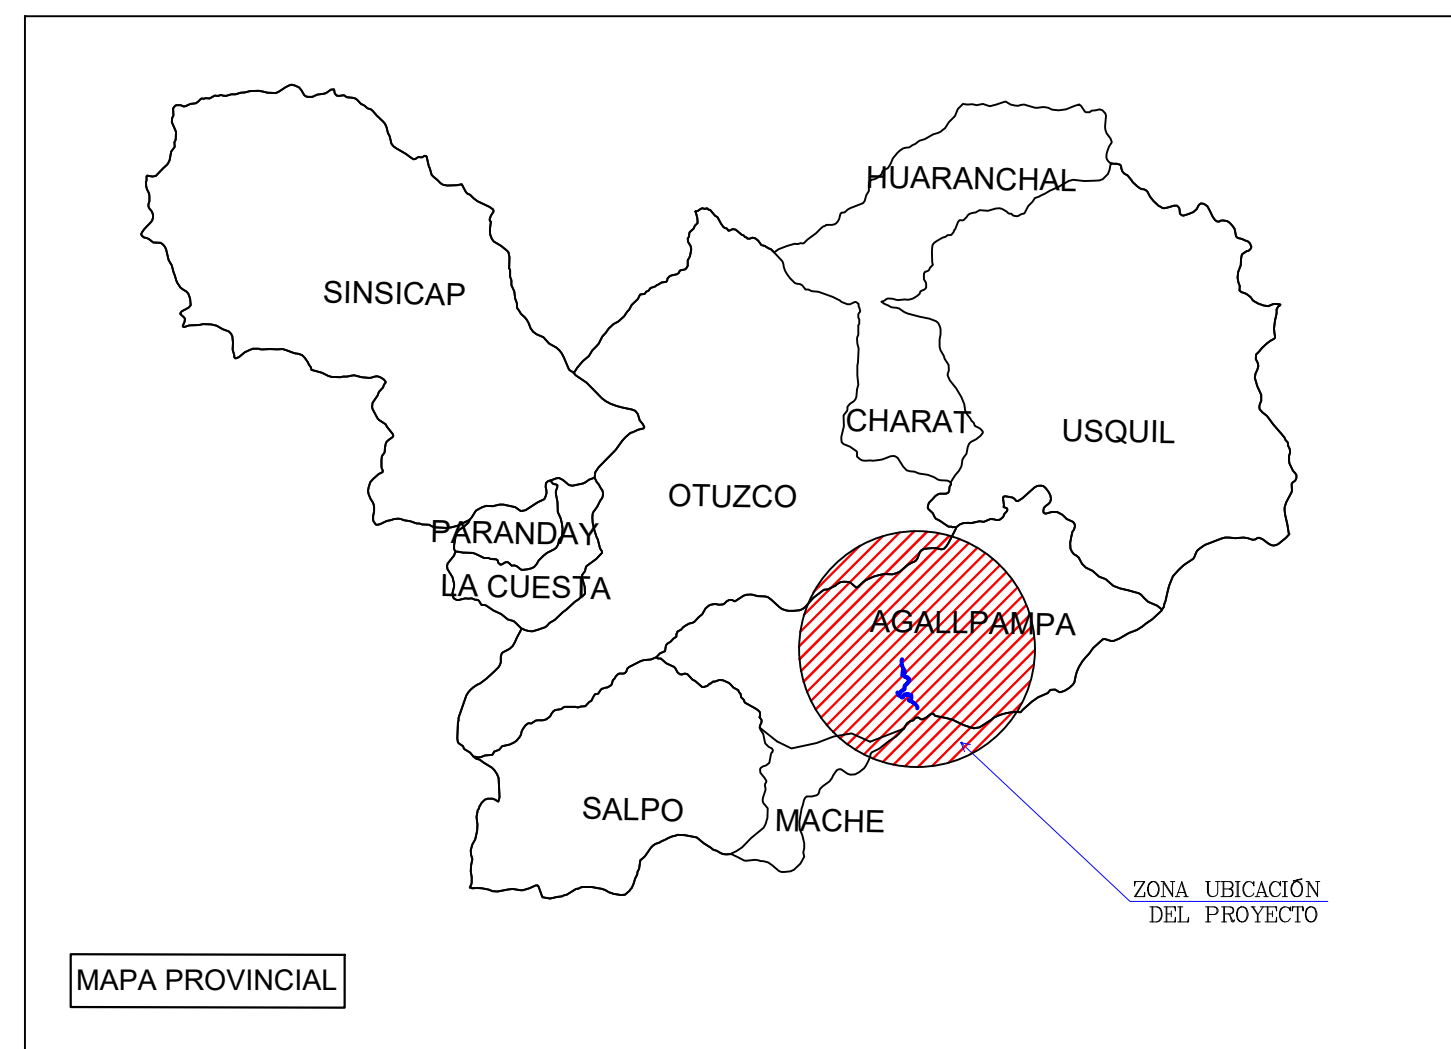 HUARANCHAL
SINSICAP
CHARAT
USQUIL
OTUZCO
PARANDAY
LA CUESTA
AGALLPAMPA
SALPO
MACHE
ZONA UBICACIÓN
DEL PROYECTO
MAPA PROVINCIAL